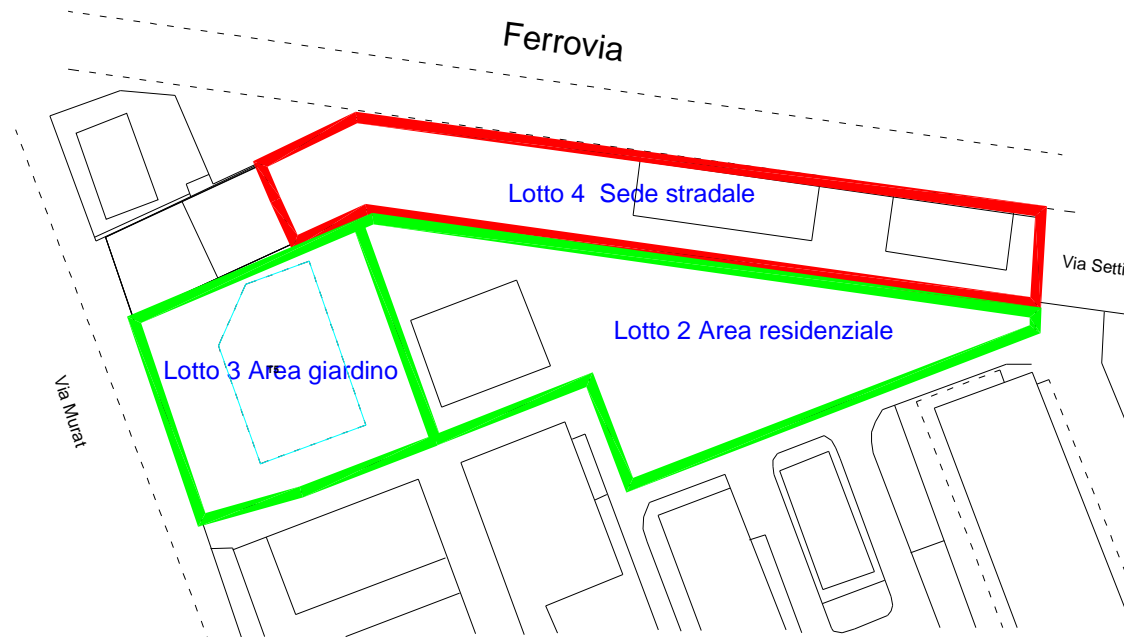 Ferrovia
Lotto 4  Sede stradale
Via Setti
Lotto 2 Area residenziale
Lotto 3 Area giardino
Via Murat